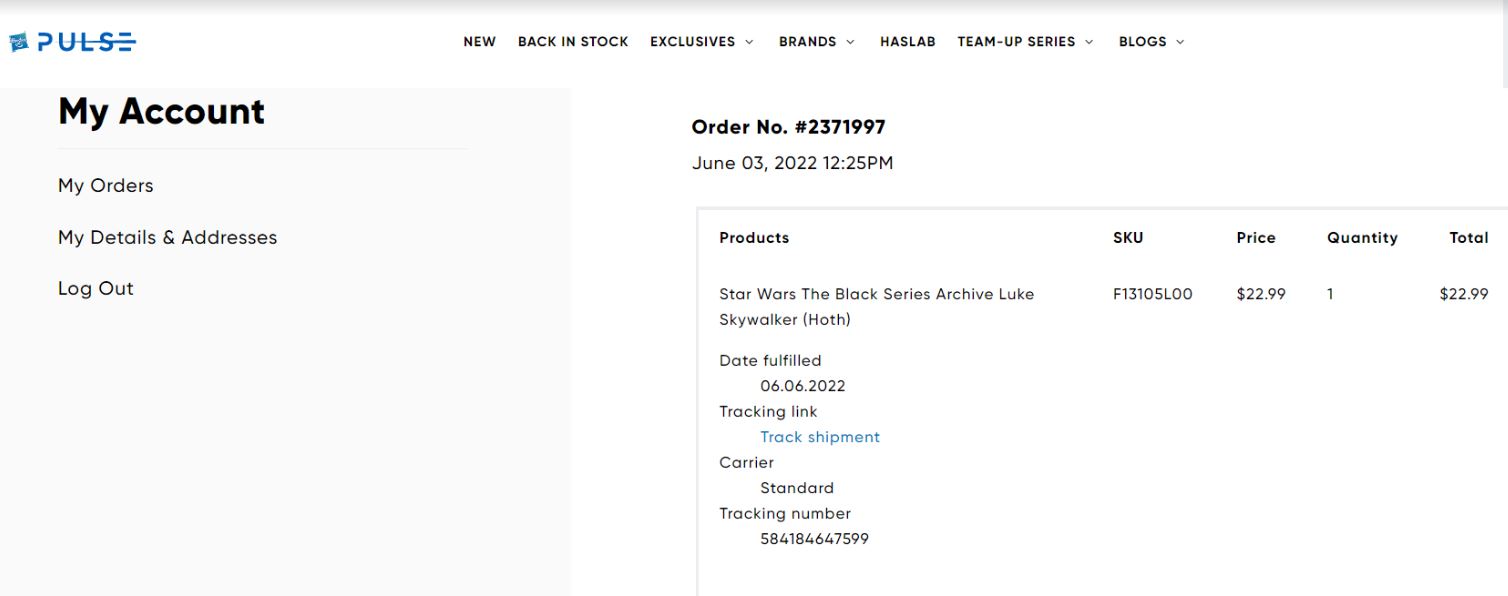 PULSE
NEW BACK IN STOCK EXCLUSIVES BRANDS HASLAB TEAM-UP SERIES BLOGS
My Account
My Orders
My Details & Addresses
Log Out
Order No. #2371997
June 03, 2022 12:25PM
Products SKU Price Quantity Total
Star Wars The Black Series Archive Luke F13105L00 $22.99 1 $22.99
Skywalker (Hoth)
Date fulfilled
06.06.2022
Tracking link
Track shipment
Carrier
Standard
Tracking number
584184647599